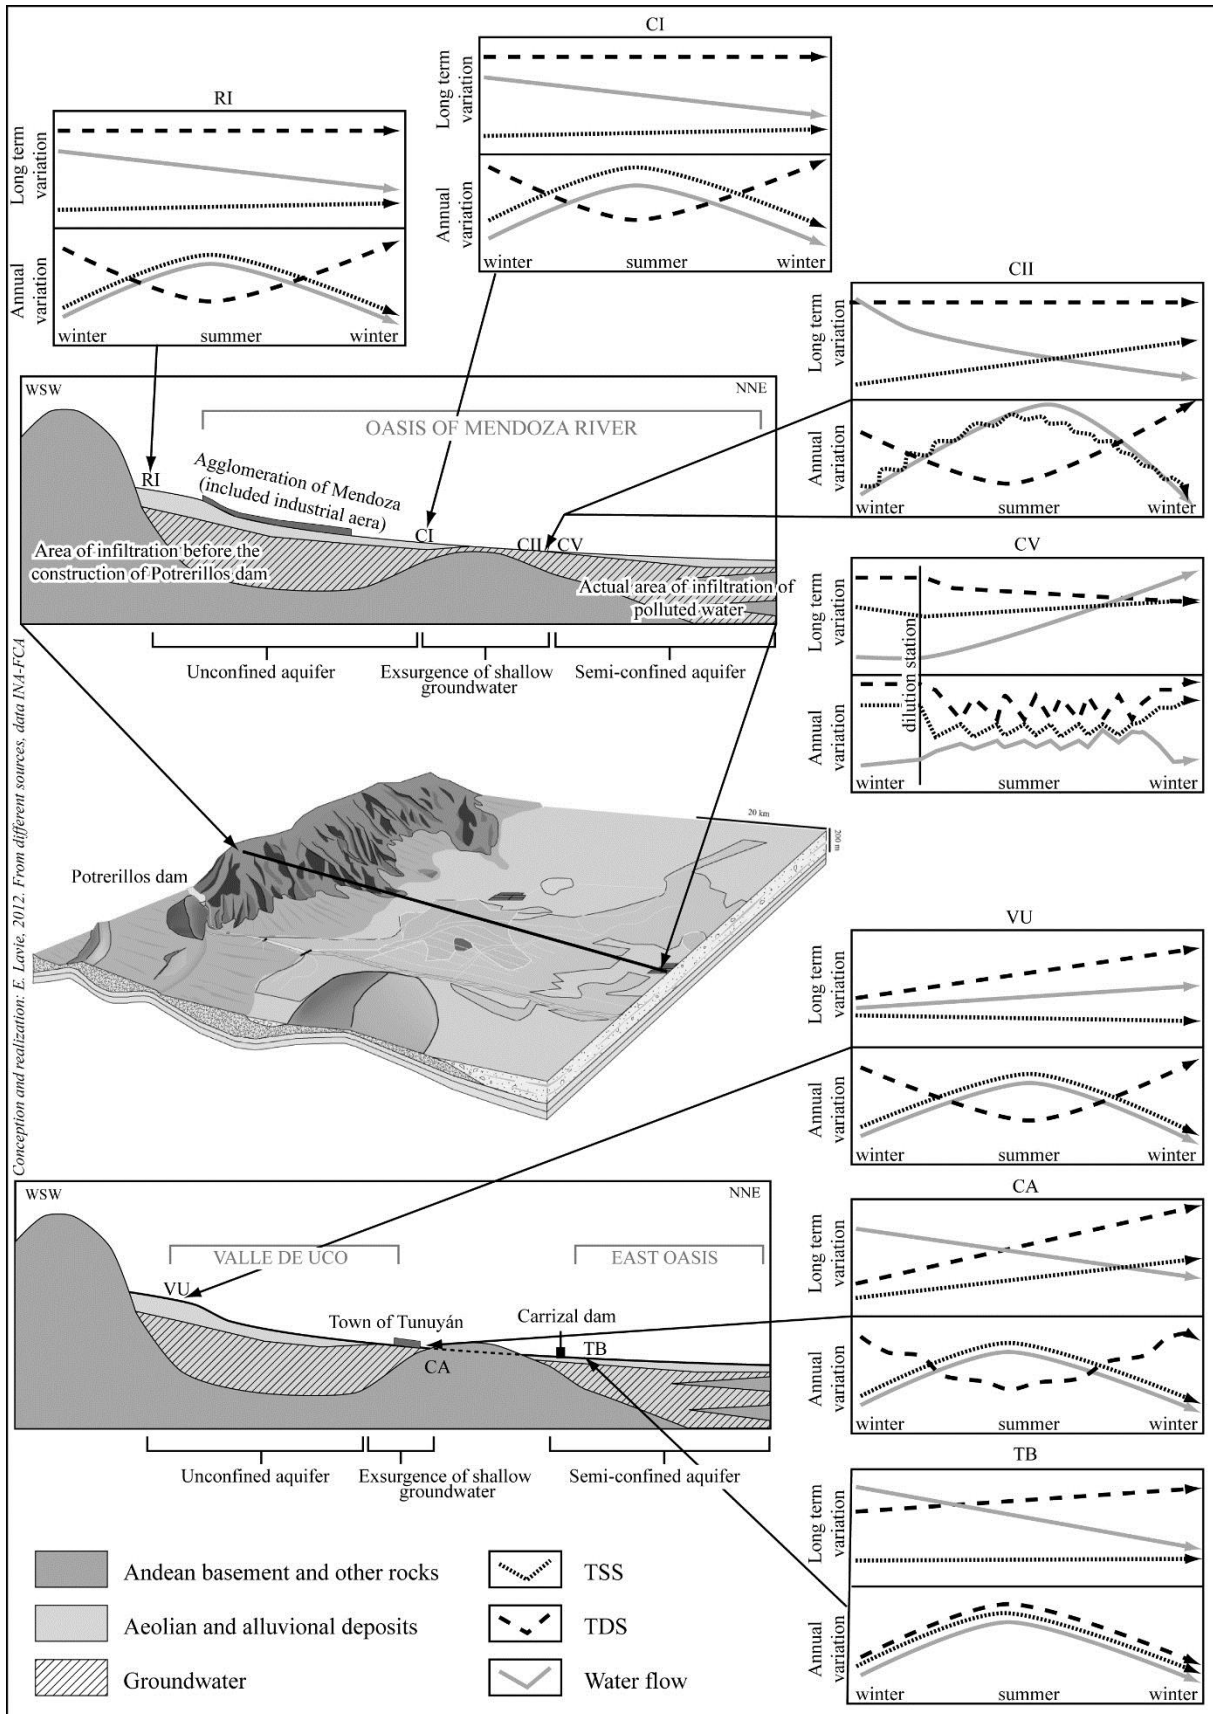 CI
Long term
variation
Annual
variation
winter
summer
winter
RI
Long term
variation
Annual
variation
winter
summer
winter
CII
Long term
variation
Annual
variation
winter
summer
winter
WSW
NNE
OASIS OF MENDOZA RIVER
RI
Agglomeration of Mendoza
(included industrial aera)
CI
CII
CV
Area of infiltration before the
construction of Potrerillos dam
Actual area of infiltration of
polluted water
Unconfined aquifer
Exsurgence of shallow
groundwater
Semi-confined aquifer
CV
Long term
variation
Annual
variation
dilution station
winter
summer
winter
20 km
200 m
Potrerillos dam
Conception and realization: E. Lavie, 2012. From different sources, data INA-FCA
VU
Long term
variation
Annual
variation
winter
summer
winter
WSW
NNE
VALLE DE UCO
EAST OASIS
VU
Town of Tunuyán
Carrizal dam
CA
TB
Unconfined aquifer
Exsurgence of shallow
groundwater
Semi-confined aquifer
CA
Long term
variation
Annual
variation
winter
summer
winter
TB
Long term
variation
Annual
variation
winter
summer
winter
Andean basement and other rocks
TSS
Aeolian and alluvional deposits
TDS
Groundwater
Water flow